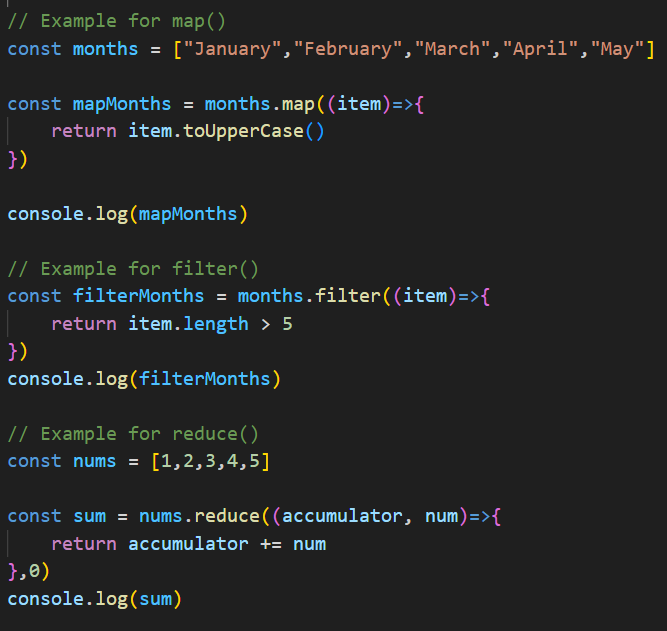 // Example for map()
const months = ["January","February","March","April","May"]
const mapMonths = months.map((item)=>{
    return item.toUpperCase()
})
console.log(mapMonths)
// Example for filter()
const filterMonths = months.filter((item)=>{
    return item.length > 5
})
console.log(filterMonths)
// Example for reduce()
const nums = [1,2,3,4,5]
const sum = nums.reduce((accumulator, num)=>{
    return accumulator += num
},0)
console.log(sum)